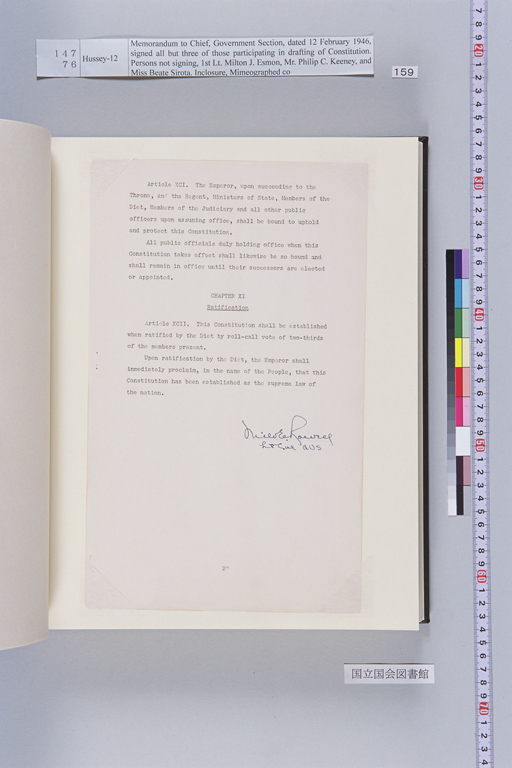 147
76
Hussey-12
Memorandum to Chief, Government Section, dated 12 February 1946,
signed all but three of those participating in drafting of Constitution.
Persons not signing, 1st Lt. Milton J. Esmon, Mr. Philip C. Keeney, and
Miss Beate Sirota. Inclosure, Mimeographed co
159
Article XCI. The Emperor, upon succeeding to the
Throne, and the Regent, Ministers of State, Members of the
Diet, Members of the Judiciary and all other public
officers upon assuming office, shall be bound to uphold
and protect this Constitution.
All public officials duly holding office when this
Constitution takes effect shall likewise be so bound and
shall remain in office until their successors are elected
or appointed.
CHAPTER XI
Ratification
Article XCII. This Constitution shall be established
when ratified by the Diet by roll-call vote of two-thirds
of the members present.
Upon ratification by the Diet, the Emperor shall
immediately proclaim, in the name of the People, that this
Constitution has been established as the supreme law of
the nation.
Milo E Rowell
Lt Col AUS
国立国会図書館